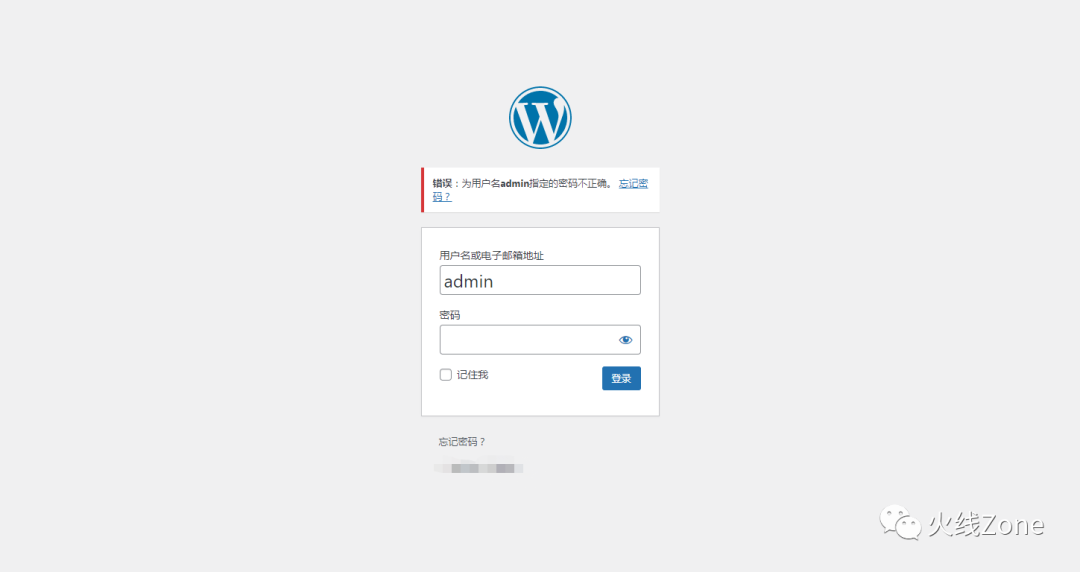 错误：为用户名admin指定的密码不正确。 忘记密
码？
用户名或电子邮箱地址
admin
密码
记住我
登录
忘记密码？
火线Zone